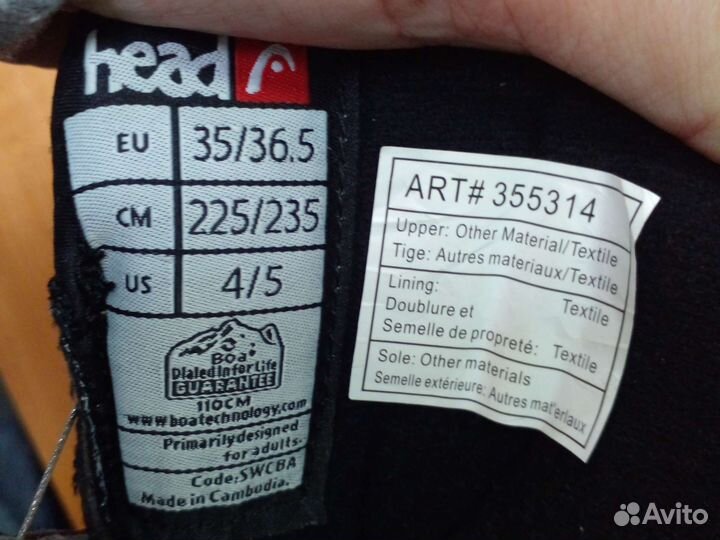 head
EU 35/36.5
CM 225/235
US 4/5
Boa
Dialed In for Life
GUARANTEE
110CM
www.boatechnology.com
Primarily designed
for adults.
Code:SWCBA
Made in Cambodia.
ART# 355314
Upper: Other Material/Textile
Tige: Autres materiaux/Textile
Lining: Textile
Doublure et
Semelle de propreté: Textile
Sole: Other materials
Semelle extérieure: Autres mat'eriaux
Avito